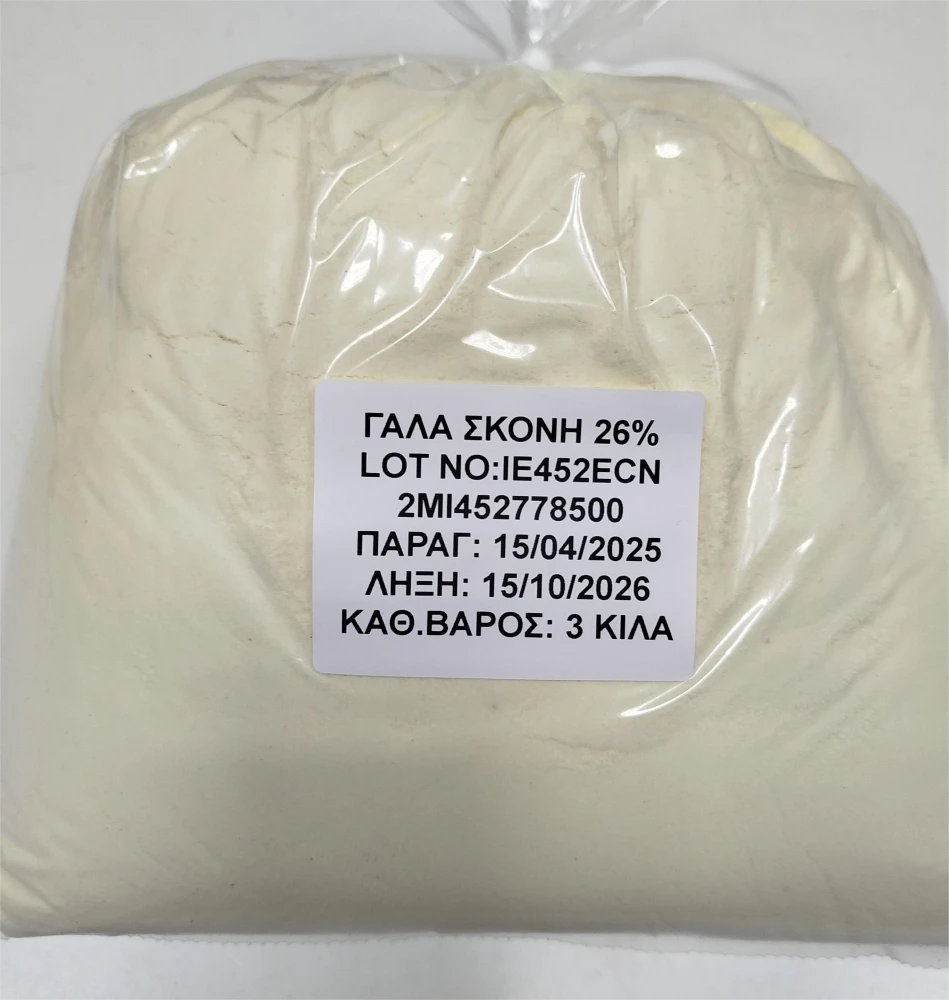 ΓΑΛΑ ΣΚΟΝΗ 26%
LOT NO:IE452ECN
2MI452778500
ΠΑΡΑΓ: 15/04/2025
ΛΗΞΗ: 15/10/2026
ΚΑΘ.ΒΑΡΟΣ: 3 ΚΙΛΑ